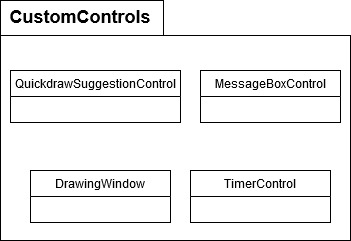 CustomControls
QuickdrawSuggestionControl
MessageBoxControl
DrawingWindow
TimerControl